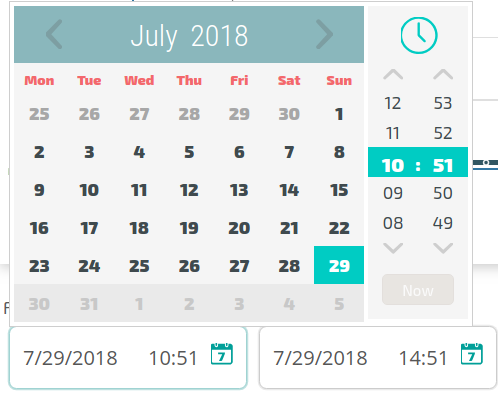 July 2018
Mon Tue Wed Thu Fri Sat Sun
25 26 27 28 29 30 1
2 3 4 5 6 7 8
9 10 11 12 13 14 15
16 17 18 19 20 21 22
23 24 25 26 27 28 29
30 31 1 2 3 4 5
12 53
11 52
10 : 51
09 50
08 49
Now
7/29/2018 10:51 7
7/29/2018 14:51 7